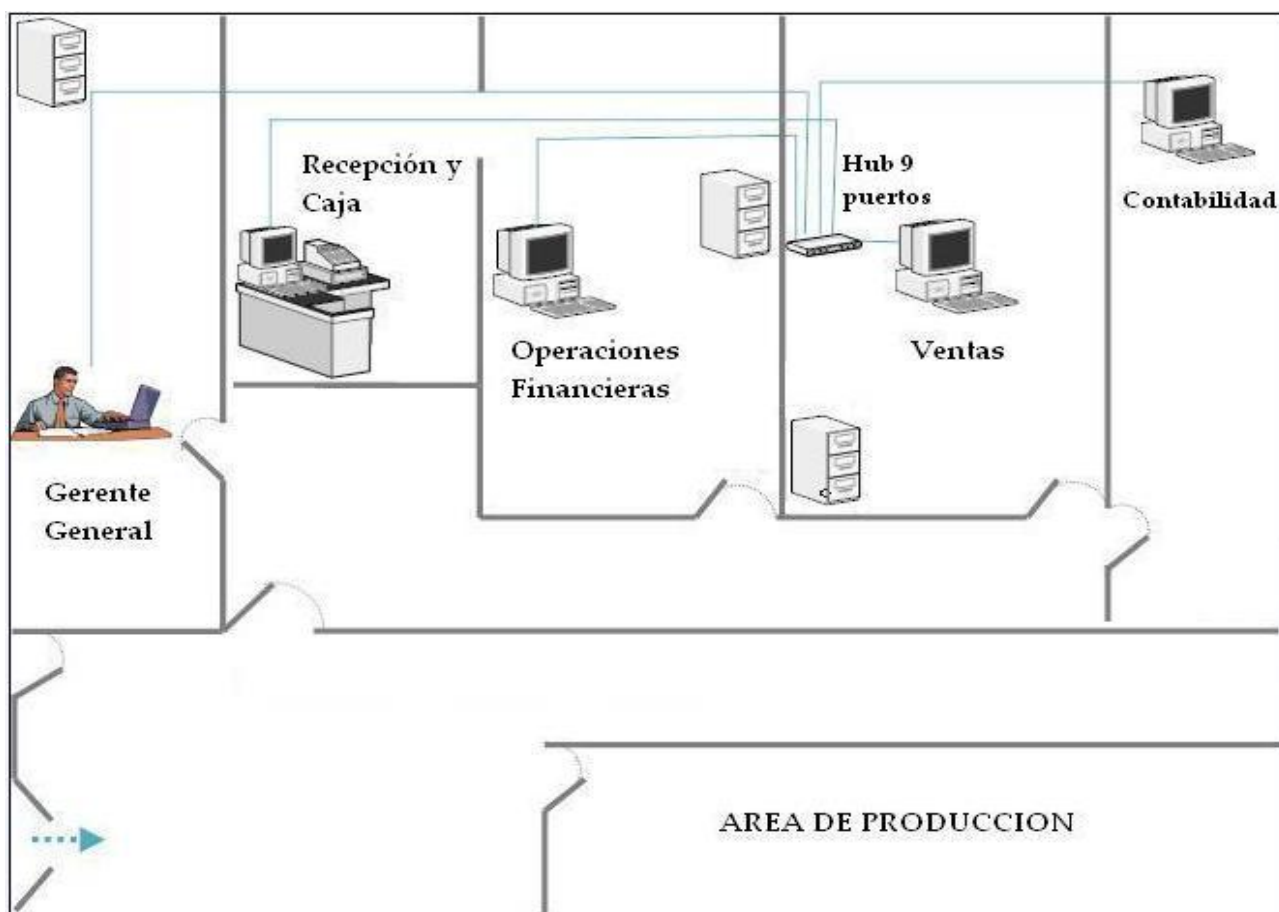 Recepción y
Caja
Hub 9
puertos
Contabilidad
Operaciones
Financieras
Ventas
Gerente
General
AREA DE PRODUCCION